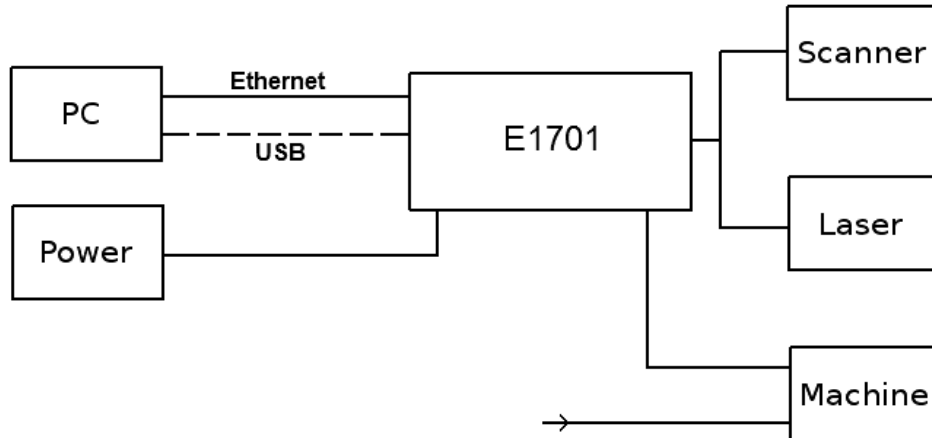 Scanner
Ethernet
PC
E1701
USB
Laser
Power
Machine